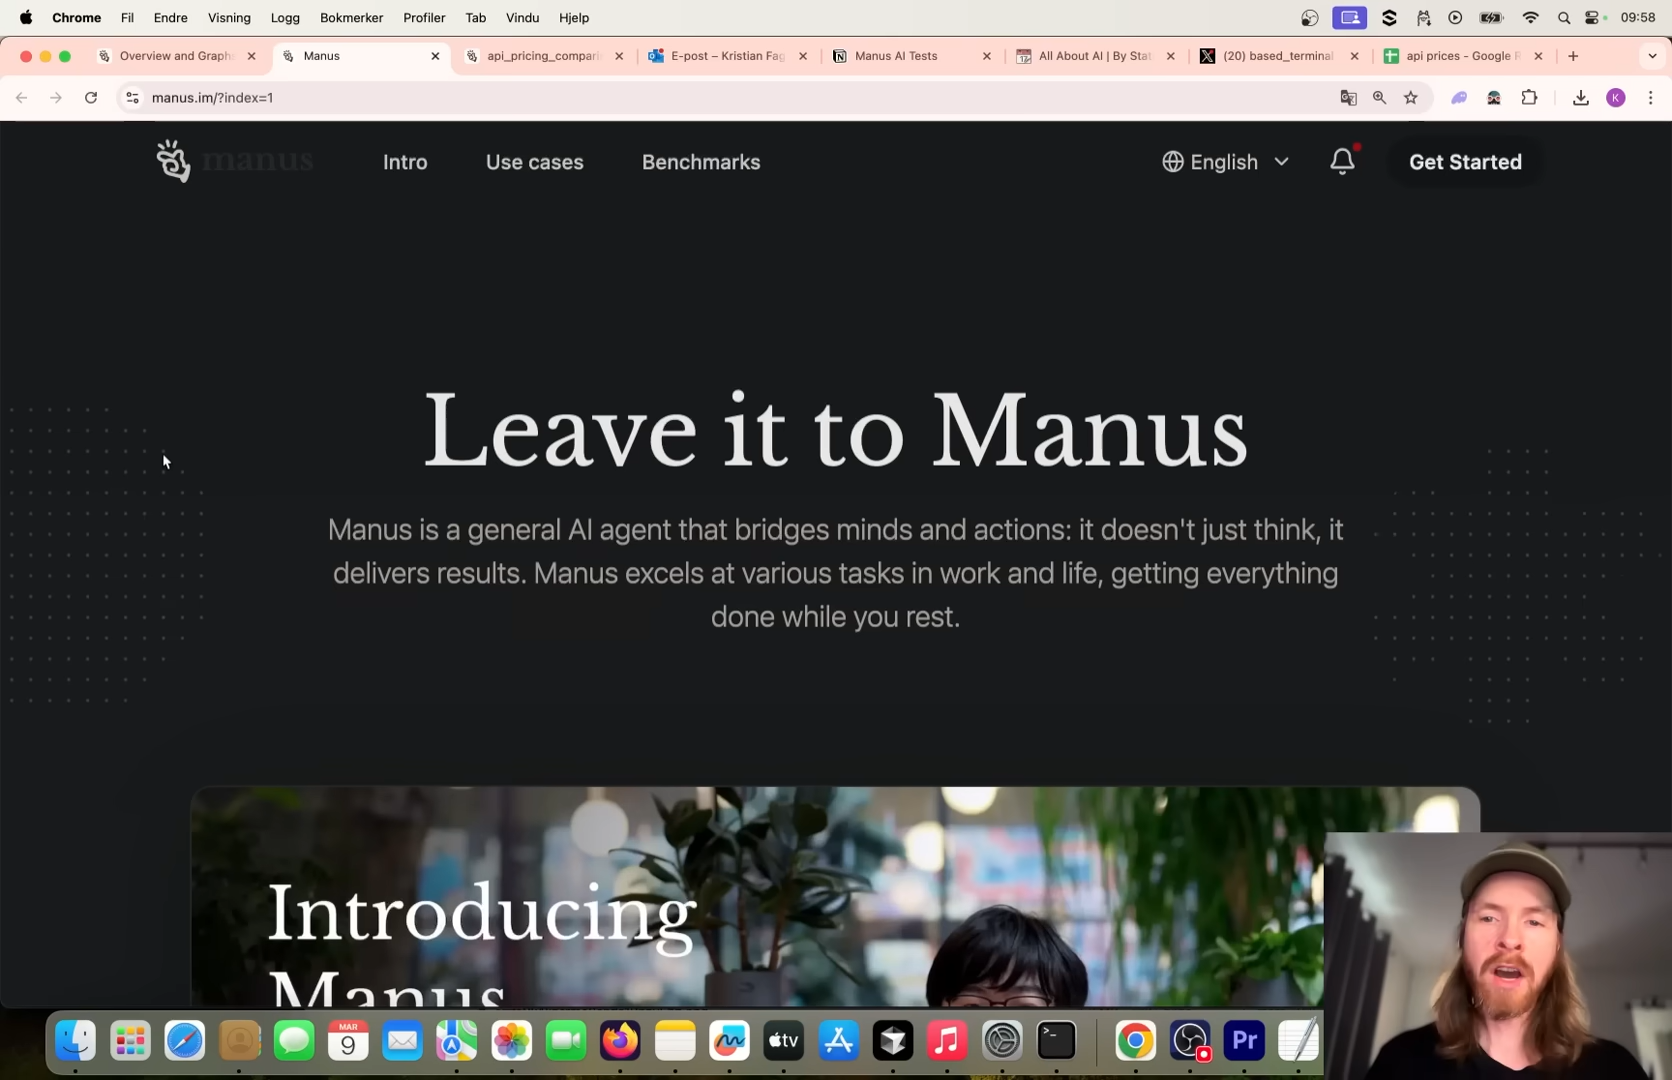 Chrome Fil Endre Visning Logg Bokmerker Profiler Tab Vindu Hjelp 09:58
Overview and Graphs Manus api_pricing_comparis E-post – Kristian Fag Manus AI Tests All About AI | By Stat (20) based_terminal api prices - Google R
manus.im/?index=1 K
manus Intro Use cases Benchmarks English Get Started
Leave it to Manus
Manus is a general AI agent that bridges minds and actions: it doesn't just think, it
delivers results. Manus excels at various tasks in work and life, getting everything
done while you rest.
Introducing
Manus
MAR
9
tv
Pr